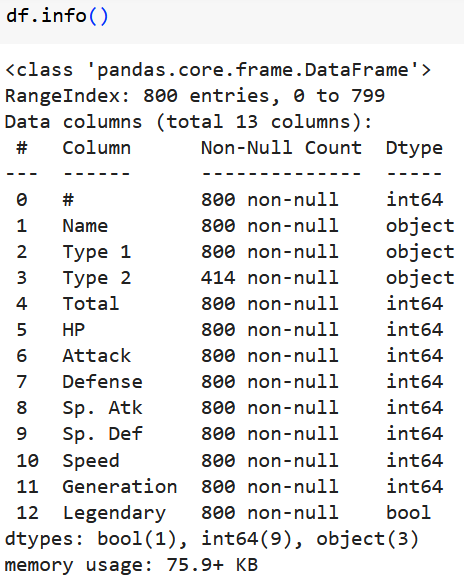 df.info()
<class 'pandas.core.frame.DataFrame'>
RangeIndex: 800 entries, 0 to 799
Data columns (total 13 columns):
 #   Column      Non-Null Count  Dtype
---  ------      --------------  -----
 0   #           800 non-null    int64
 1   Name        800 non-null    object
 2   Type 1      800 non-null    object
 3   Type 2      414 non-null    object
 4   Total       800 non-null    int64
 5   HP          800 non-null    int64
 6   Attack      800 non-null    int64
 7   Defense     800 non-null    int64
 8   Sp. Atk     800 non-null    int64
 9   Sp. Def     800 non-null    int64
 10  Speed       800 non-null    int64
 11  Generation  800 non-null    int64
 12  Legendary   800 non-null    bool
dtypes: bool(1), int64(9), object(3)
memory usage: 75.9+ KB